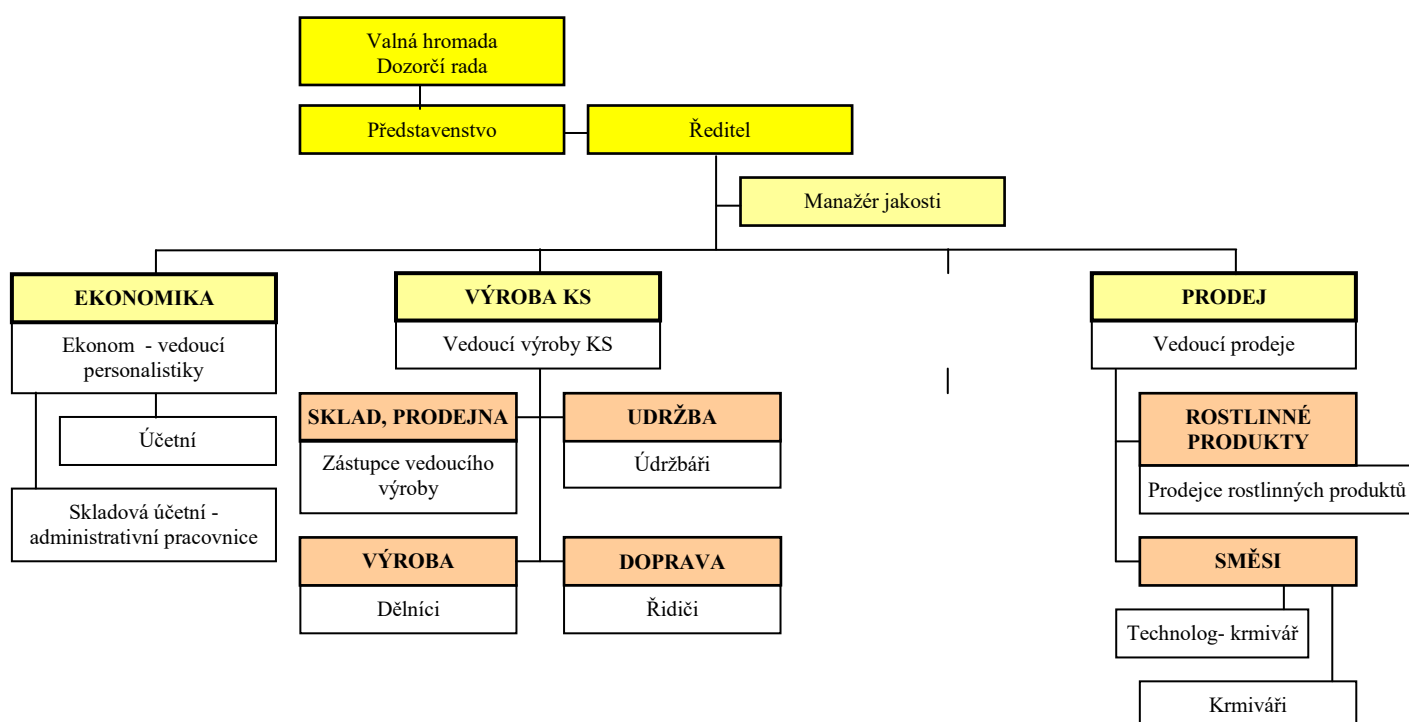 Valná hromada
Dozorčí rada
Představenstvo
Ředitel
Manažér jakosti
EKONOMIKA
Ekonom - vedoucí
personalistiky
Účetní
Skladová účetní -
administrativní pracovnice
VÝROBA KS
Vedoucí výroby KS
SKLAD, PRODEJNA
Zástupce vedoucího
výroby
UDRŽBA
Údržbáři
VÝROBA
Dělníci
DOPRAVA
Řidiči
PRODEJ
Vedoucí prodeje
ROSTLINNÉ
PRODUKTY
Prodejce rostlinných produktů
SMĚSI
Technolog- krmivář
Krmiváři